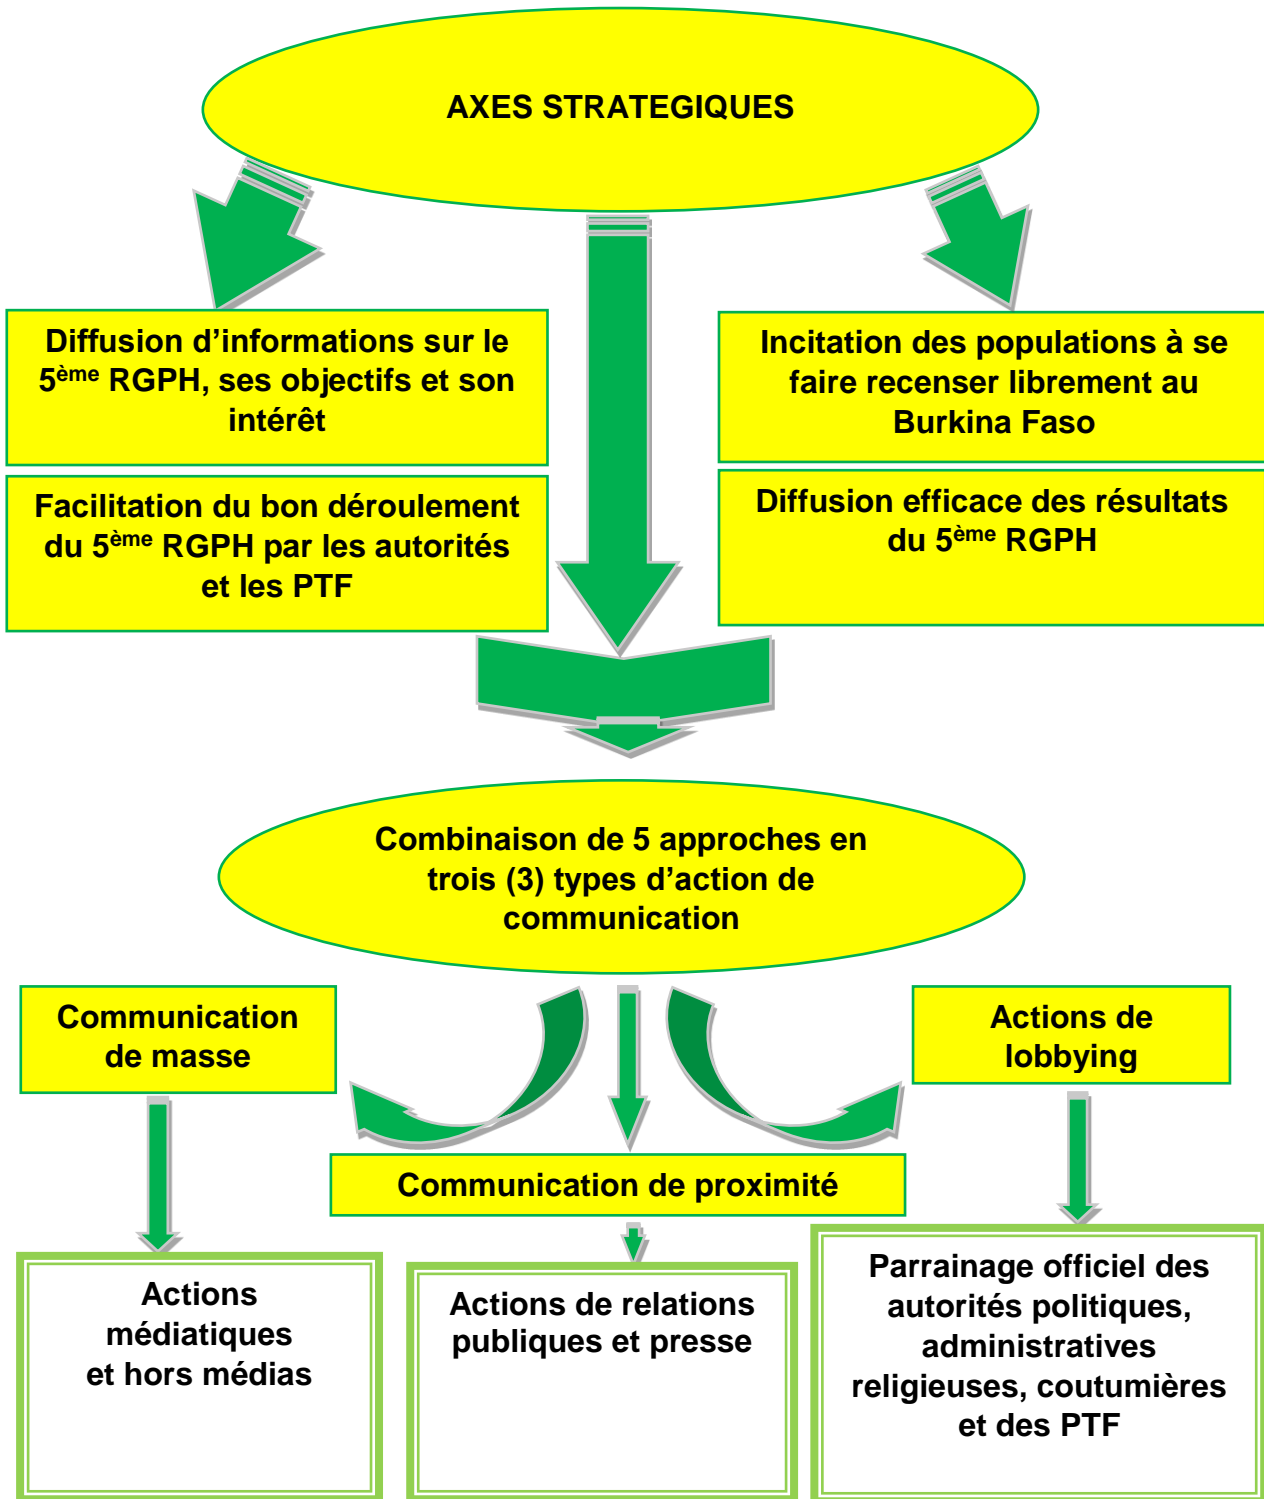 AXES STRATEGIQUES
Diffusion d’informations sur le
5ème RGPH, ses objectifs et son
intérêt
Facilitation du bon déroulement
du 5ème RGPH par les autorités
et les PTF
Incitation des populations à se
faire recenser librement au
Burkina Faso
Diffusion efficace des résultats
du 5ème RGPH
Combinaison de 5 approches en
trois (3) types d’action de
communication
Communication
de masse
Actions de
lobbying
Communication de proximité
Actions
médiatiques
et hors médias
Actions de relations
publiques et presse
Parrainage officiel des
autorités politiques,
administratives
religieuses, coutumières
et des PTF